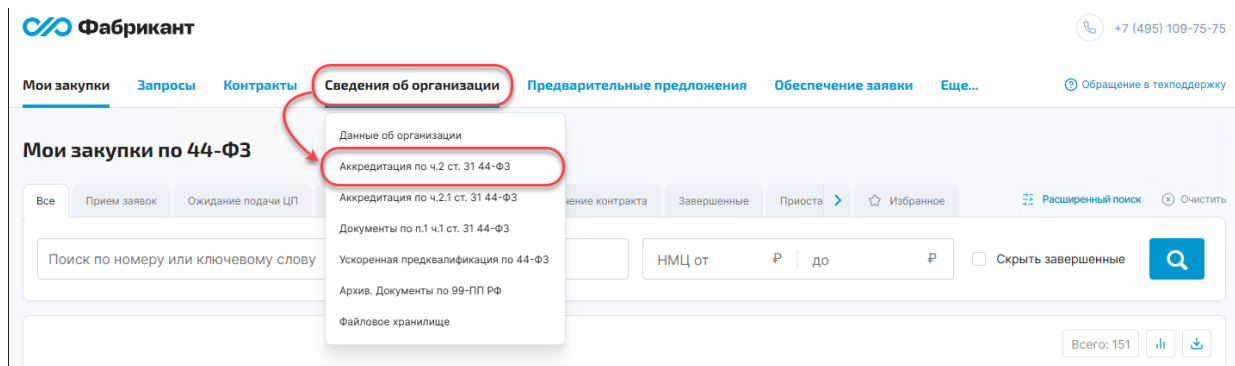 Фабрикант
+7 (495) 109-75-75
Мои закупки Запросы Контракты Сведения об организации Предварительные предложения Обеспечение заявки Еще... Обращение в техподдержку
Данные об организации
Мои закупки по 44-ФЗ
Аккредитация по ч.2 ст. 31 44-ФЗ
Все Прием заявок Ожидание подачи ЦП Аккредитация по ч.2.1 ст. 31 44-ФЗ контракта Завершенные Приоста Избранное Расширенный поиск Очистить
Документы по п.1 ч.1 ст. 31 44-ФЗ
Поиск по номеру или ключевому слову Ускоренная предквалификация по 44-ФЗ НМЦ от ₽ до ₽ Скрыть завершенные
Архив. Документы по 99-ПП РФ
Файловое хранилище
Всего: 151